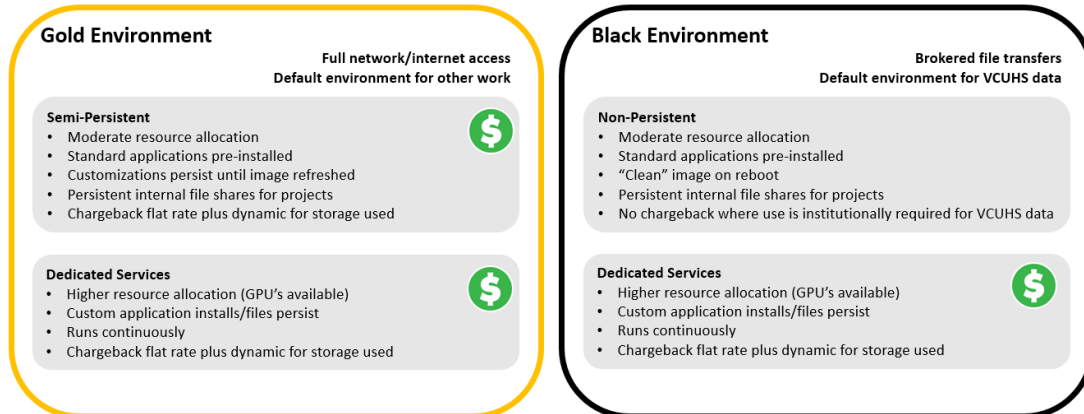 Gold Environment
Full network/internet access
Default environment for other work
Semi-Persistent
• Moderate resource allocation
• Standard applications pre-installed
• Customizations persist until image refreshed
• Persistent internal file shares for projects
• Chargeback flat rate plus dynamic for storage used
$
Dedicated Services
• Higher resource allocation (GPU's available)
• Custom application installs/files persist
• Runs continuously
• Chargeback flat rate plus dynamic for storage used
$
Black Environment
Brokered file transfers
Default environment for VCUHS data
Non-Persistent
• Moderate resource allocation
• Standard applications pre-installed
• “Clean” image on reboot
• Persistent internal file shares for projects
• No chargeback where use is institutionally required for VCUHS data
Dedicated Services
• Higher resource allocation (GPU's available)
• Custom application installs/files persist
• Runs continuously
• Chargeback flat rate plus dynamic for storage used
$